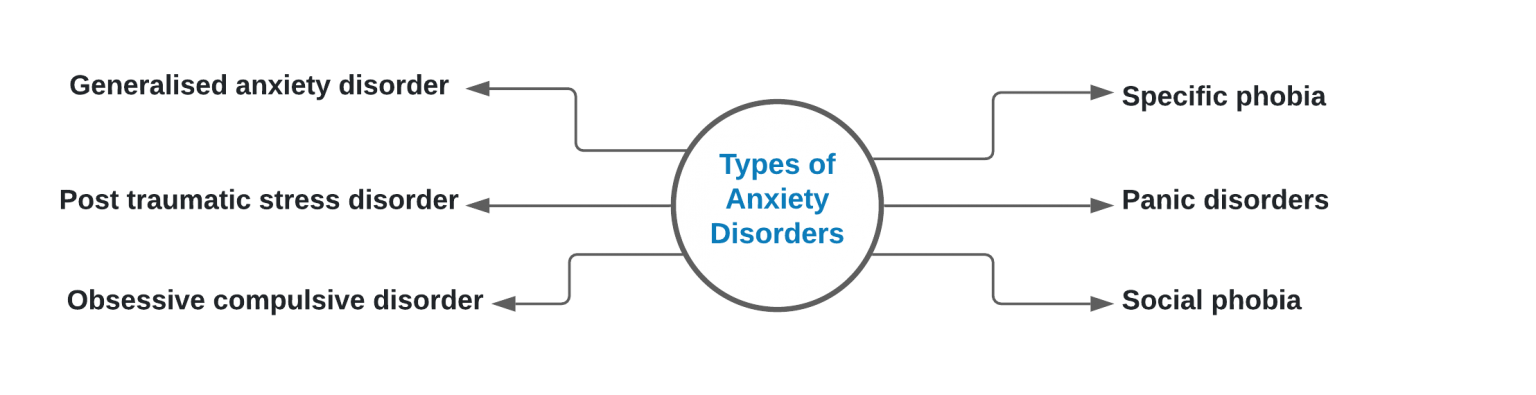 Generalised anxiety disorder
Post traumatic stress disorder
Obsessive compulsive disorder
Types of
Anxiety
Disorders
Specific phobia
Panic disorders
Social phobia